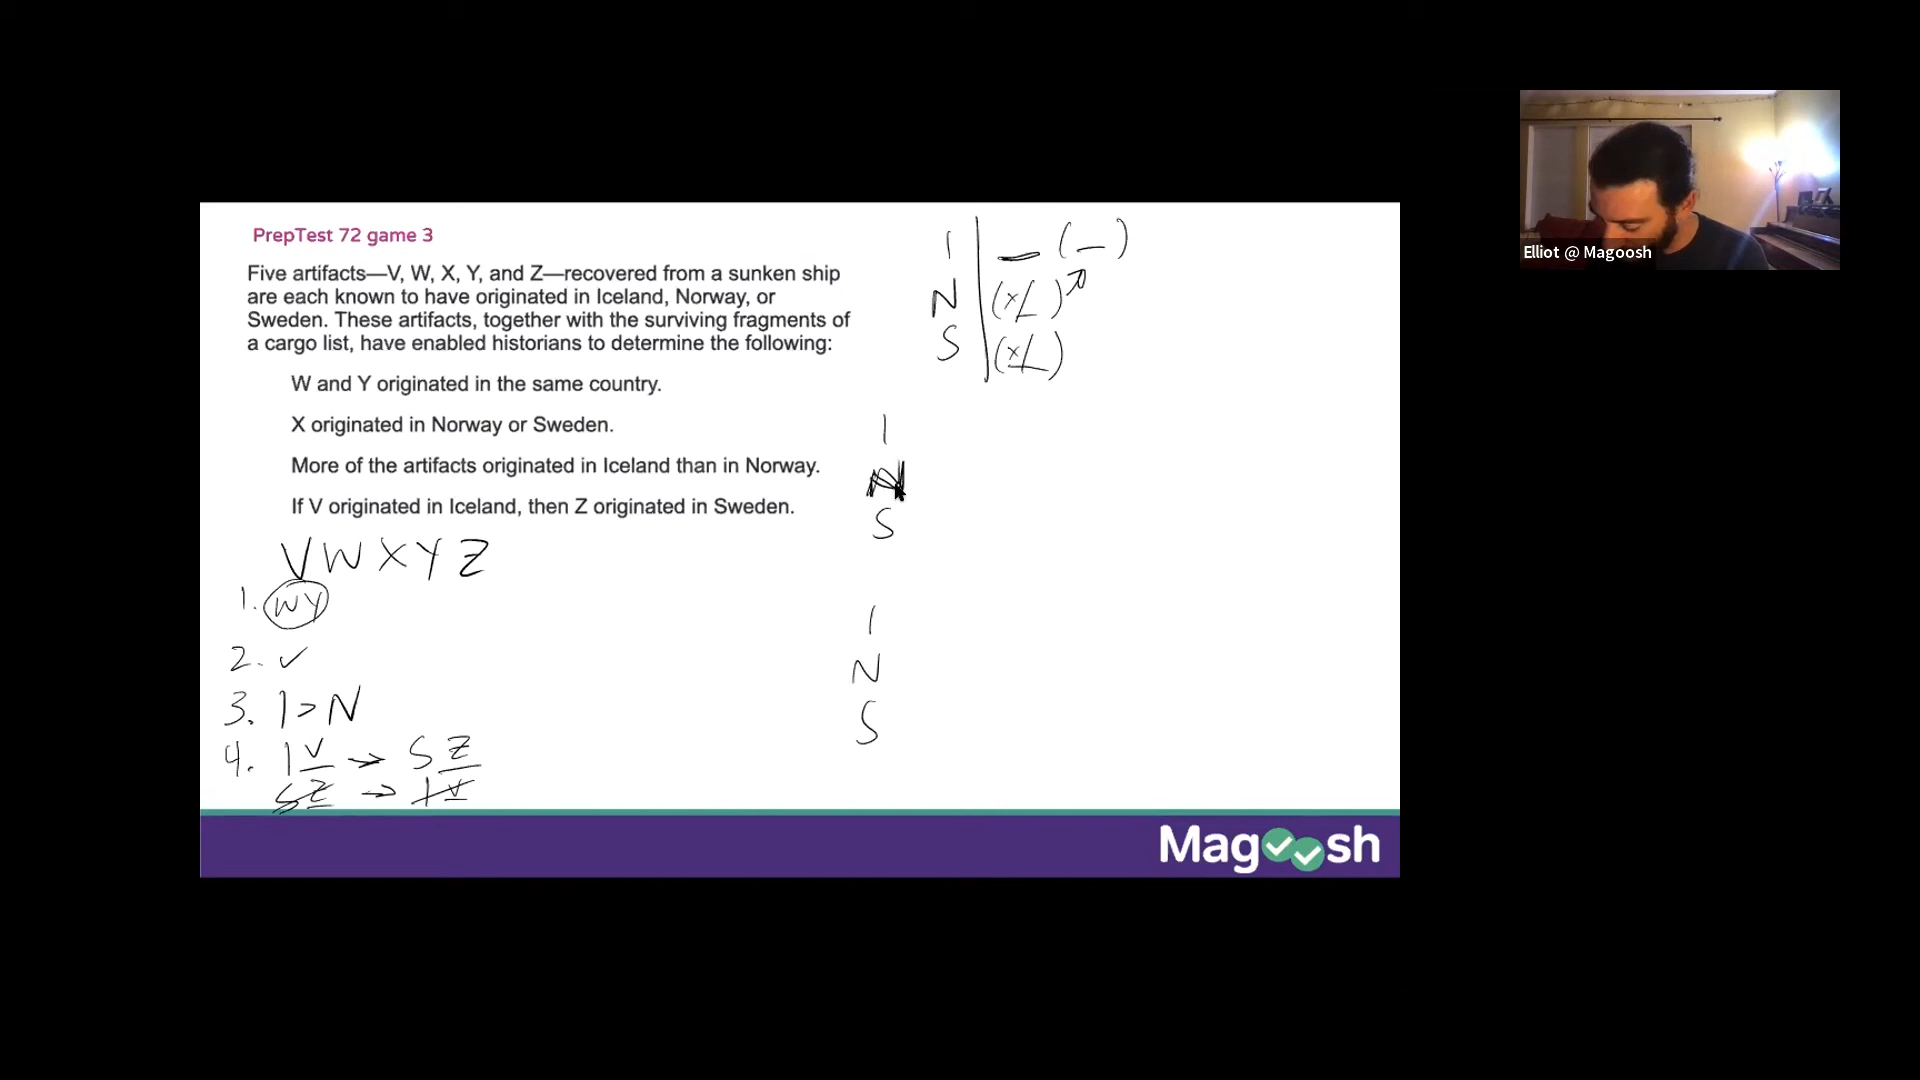 PrepTest 72 game 3
Five artifacts—V, W, X, Y, and Z—recovered from a sunken ship
are each known to have originated in Iceland, Norway, or
Sweden. These artifacts, together with the surviving fragments of
a cargo list, have enabled historians to determine the following:
W and Y originated in the same country.
X originated in Norway or Sweden.
More of the artifacts originated in Iceland than in Norway.
If V originated in Iceland, then Z originated in Sweden.
V W X Y Z
1. WY
2. ✓
3. I > N
4. I V → S Z
S Z → I V
I _ ( _ )
N (X/_)
S (X/_)
I
N
S
I
N
S
Magoosh
Elliot @ Magoosh